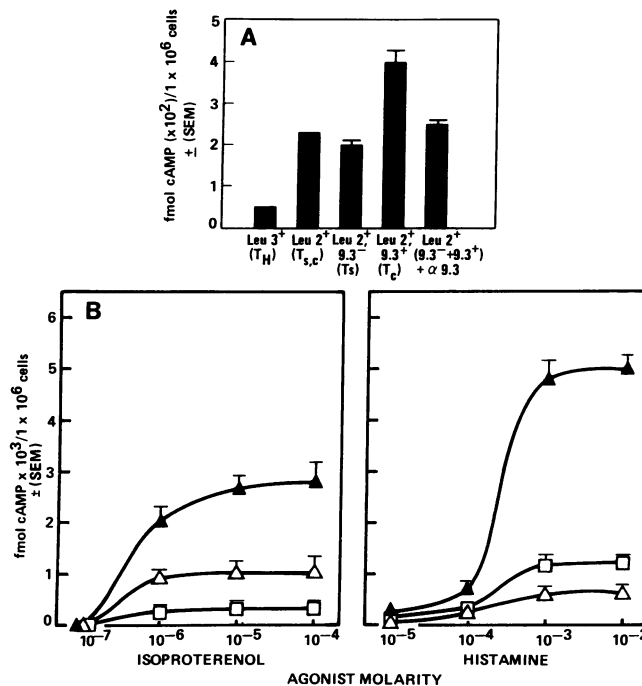 A
fmol cAMP (x10²)/1 x 10⁶ cells
± (SEM)
5
4
3
2
1
0
Leu 3⁺
(T_H)
Leu 2⁺
(T_s,c)
Leu 2,⁺
9.3⁻
(Ts)
Leu 2,⁺
9.3⁺
(T_c)
Leu 2⁺
(9.3⁻+9.3⁺)
+ α 9.3
B
fmol cAMP x 10³/1 x 10⁶ cells
± (SEM)
6
5
4
3
2
1
0
10⁻⁷
10⁻⁶
10⁻⁵
10⁻⁴
ISOPROTERENOL
10⁻⁵
10⁻⁴
10⁻³
10⁻²
HISTAMINE
AGONIST MOLARITY